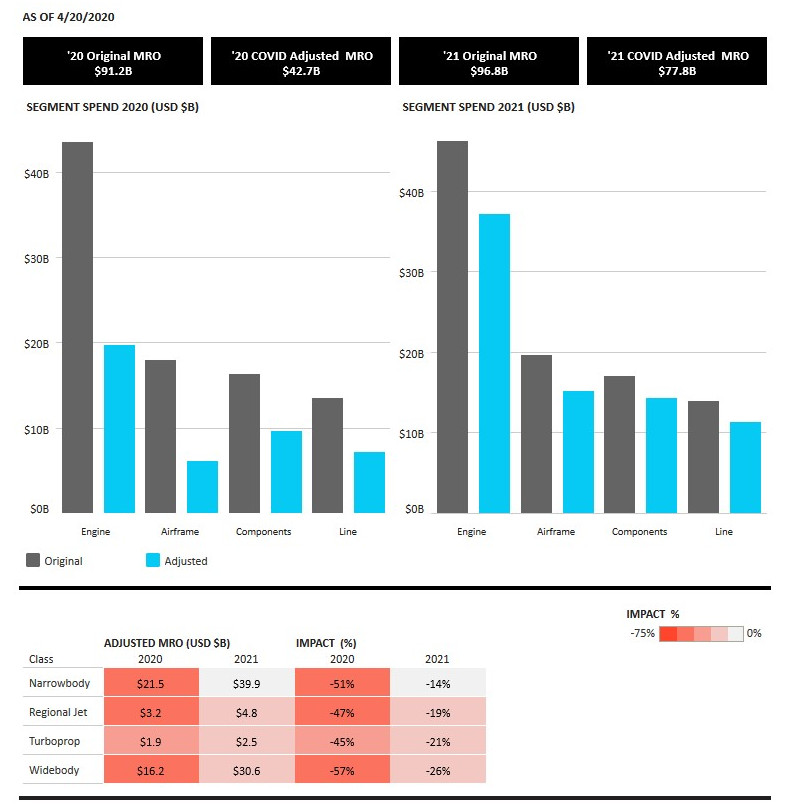 AS OF 4/20/2020
'20 Original MRO
$91.2B
'20 COVID Adjusted MRO
$42.7B
'21 Original MRO
$96.8B
'21 COVID Adjusted MRO
$77.8B
SEGMENT SPEND 2020 (USD $B)
$40B
$30B
$20B
$10B
$0B
Engine Airframe Components Line
SEGMENT SPEND 2021 (USD $B)
$40B
$30B
$20B
$10B
$0B
Engine Airframe Components Line
Original Adjusted
IMPACT %
-75% 0%
ADJUSTED MRO (USD $B) IMPACT (%)
Class 2020 2021 2020 2021
Narrowbody $21.5 $39.9 -51% -14%
Regional Jet $3.2 $4.8 -47% -19%
Turboprop $1.9 $2.5 -45% -21%
Widebody $16.2 $30.6 -57% -26%